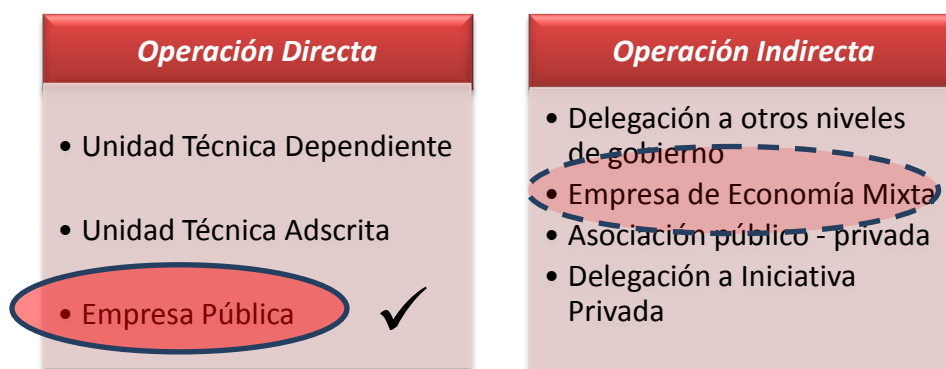 Operación Directa
• Unidad Técnica Dependiente
• Unidad Técnica Adscrita
• Empresa Pública ✓
Operación Indirecta
• Delegación a otros niveles
de gobierno
• Empresa de Economía Mixta
• Asociación público - privada
• Delegación a Iniciativa
Privada